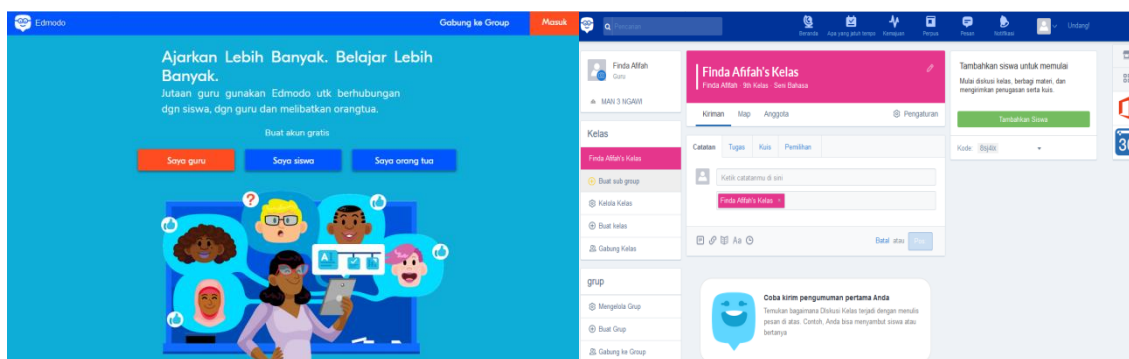 Edmodo
Gabung ke Group
Masuk
Ajarkan Lebih Banyak. Belajar Lebih
Banyak.
Jutaan guru gunakan Edmodo utk berhubungan
dgn siswa, dgn guru dan melibatkan orangtua.
Buat akun gratis
Saya guru
Saya siswa
Saya orang tua
?
A
Pencarian
Beranda
Apa yang jatuh tempo
Kemajuan
Perpus
Pesan
Notifikasi
Undang!
Finda Afifah
Guru
MAN 3 NGAWI
Kelas
Finda Afifah's Kelas
Buat sub group
Kelola Kelas
Buat kelas
Gabung Kelas
grup
Mengelola Grup
Buat Grup
Gabung ke Group
Finda Afifah's Kelas
Finda Afifah 9th Kelas Seni Bahasa
Kiriman
Map
Anggota
Pengaturan
Catatan
Tugas
Kuis
Pemilihan
Ketik catatanmu di sini
Finda Afifah's Kelas ×
Aa
Batal atau
Coba kirim pengumuman pertama Anda
Temukan bagaimana Diskusi Kelas terjadi dengan menulis
pesan di atas. Contoh, Anda bisa menyambut siswa atau
bertanya
Tambahkan siswa untuk memulai
Mulai diskusi kelas, berbagi materi, dan
mengirimkan penugasan serta kuis.
Tambahkan Siswa
Kode